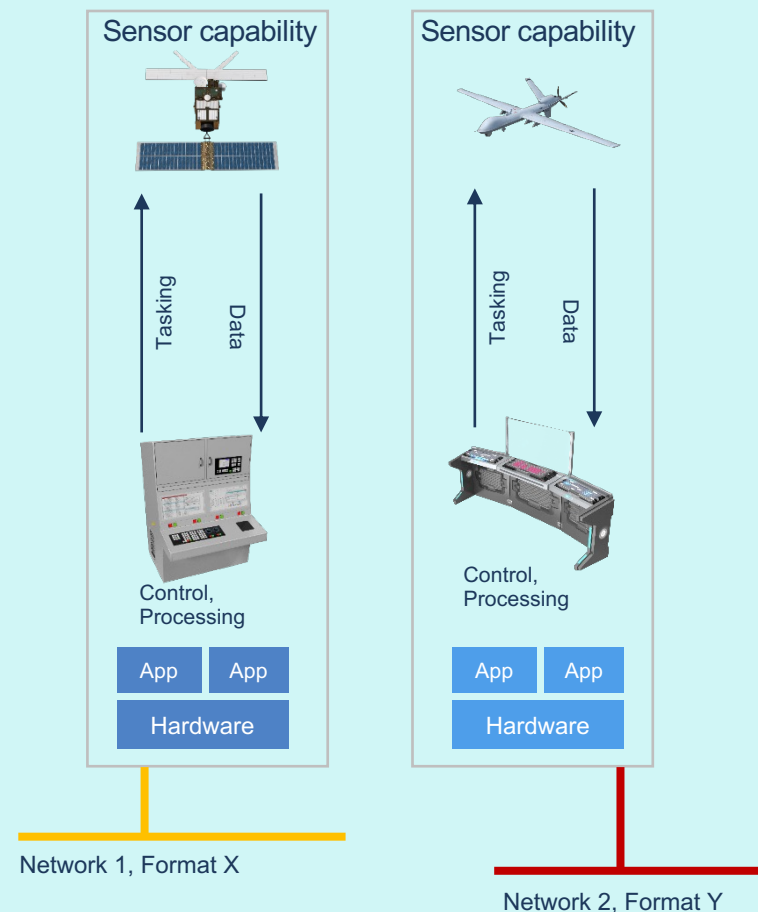 Sensor capability
Tasking
Data
Control,
Processing
App
App
Hardware
Network 1, Format X
Sensor capability
Tasking
Data
Control,
Processing
App
App
Hardware
Network 2, Format Y